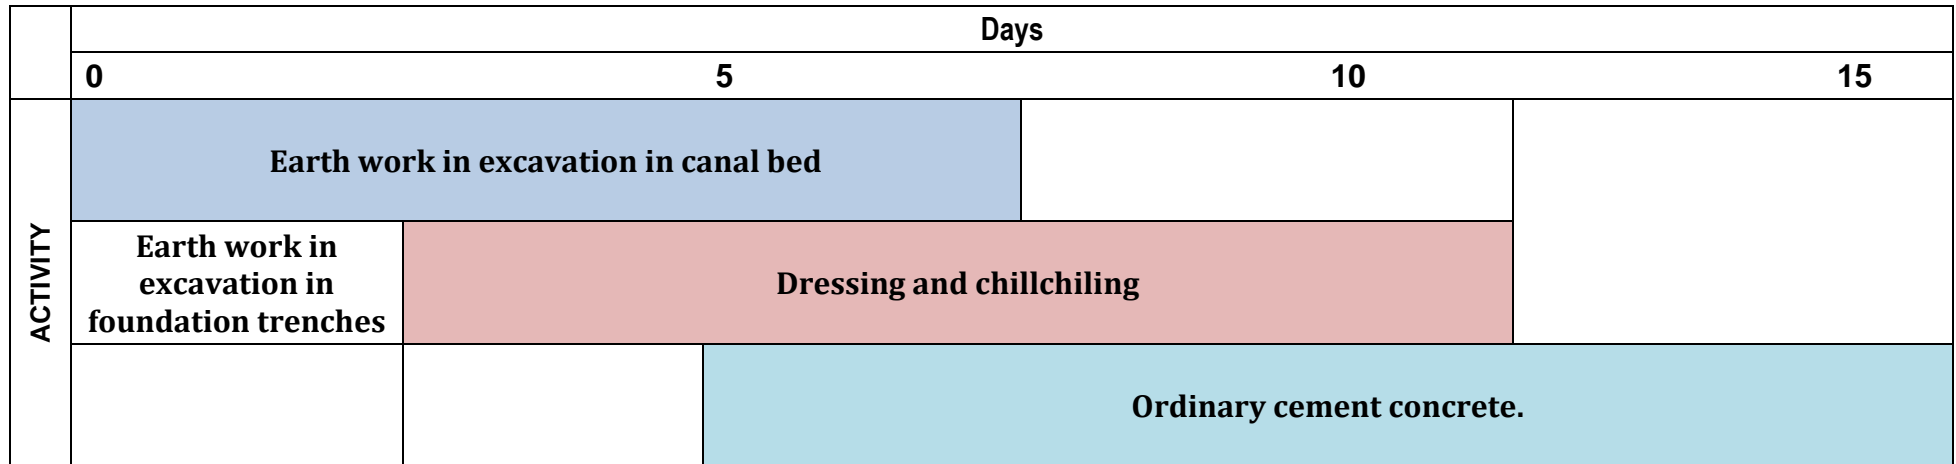 Days
0 5 10 15
ACTIVITY
Earth work in excavation in canal bed
Earth work in
excavation in
foundation trenches
Dressing and chillchiling
Ordinary cement concrete.